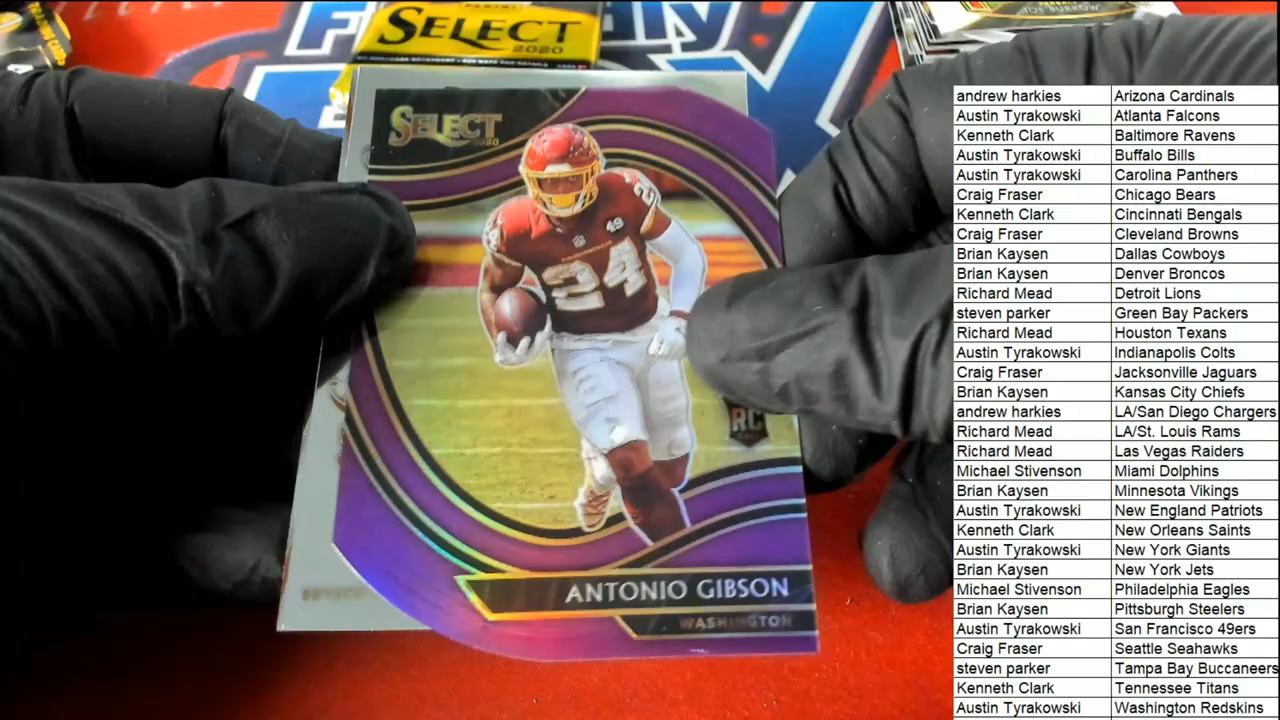 SELECT
2020
SELECT
2020
24
24
49
RC
ANTONIO GIBSON
WASHINGTON
andrew harkies Arizona Cardinals
Austin Tyrakowski Atlanta Falcons
Kenneth Clark Baltimore Ravens
Austin Tyrakowski Buffalo Bills
Austin Tyrakowski Carolina Panthers
Craig Fraser Chicago Bears
Kenneth Clark Cincinnati Bengals
Craig Fraser Cleveland Browns
Brian Kaysen Dallas Cowboys
Brian Kaysen Denver Broncos
Richard Mead Detroit Lions
steven parker Green Bay Packers
Richard Mead Houston Texans
Austin Tyrakowski Indianapolis Colts
Craig Fraser Jacksonville Jaguars
Brian Kaysen Kansas City Chiefs
andrew harkies LA/San Diego Chargers
Richard Mead LA/St. Louis Rams
Richard Mead Las Vegas Raiders
Michael Stivenson Miami Dolphins
Brian Kaysen Minnesota Vikings
Austin Tyrakowski New England Patriots
Kenneth Clark New Orleans Saints
Austin Tyrakowski New York Giants
Brian Kaysen New York Jets
Michael Stivenson Philadelphia Eagles
Brian Kaysen Pittsburgh Steelers
Austin Tyrakowski San Francisco 49ers
Craig Fraser Seattle Seahawks
steven parker Tampa Bay Buccaneers
Kenneth Clark Tennessee Titans
Austin Tyrakowski Washington Redskins